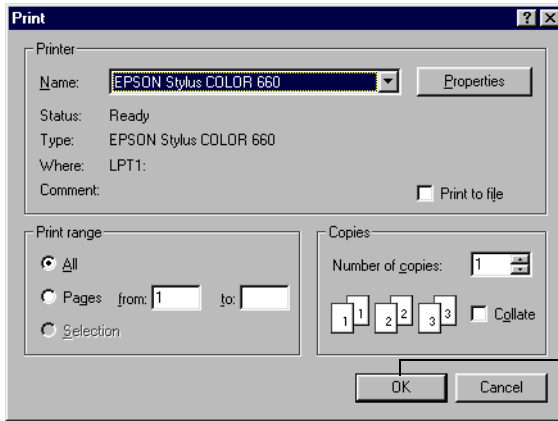 Print
Printer
Name: EPSON Stylus COLOR 660 Properties
Status: Ready
Type: EPSON Stylus COLOR 660
Where: LPT1:
Comment: Print to file
Print range
All
Pages from: 1 to:
Selection
Copies
Number of copies: 1
1 1 2 2 3 3 Collate
OK Cancel